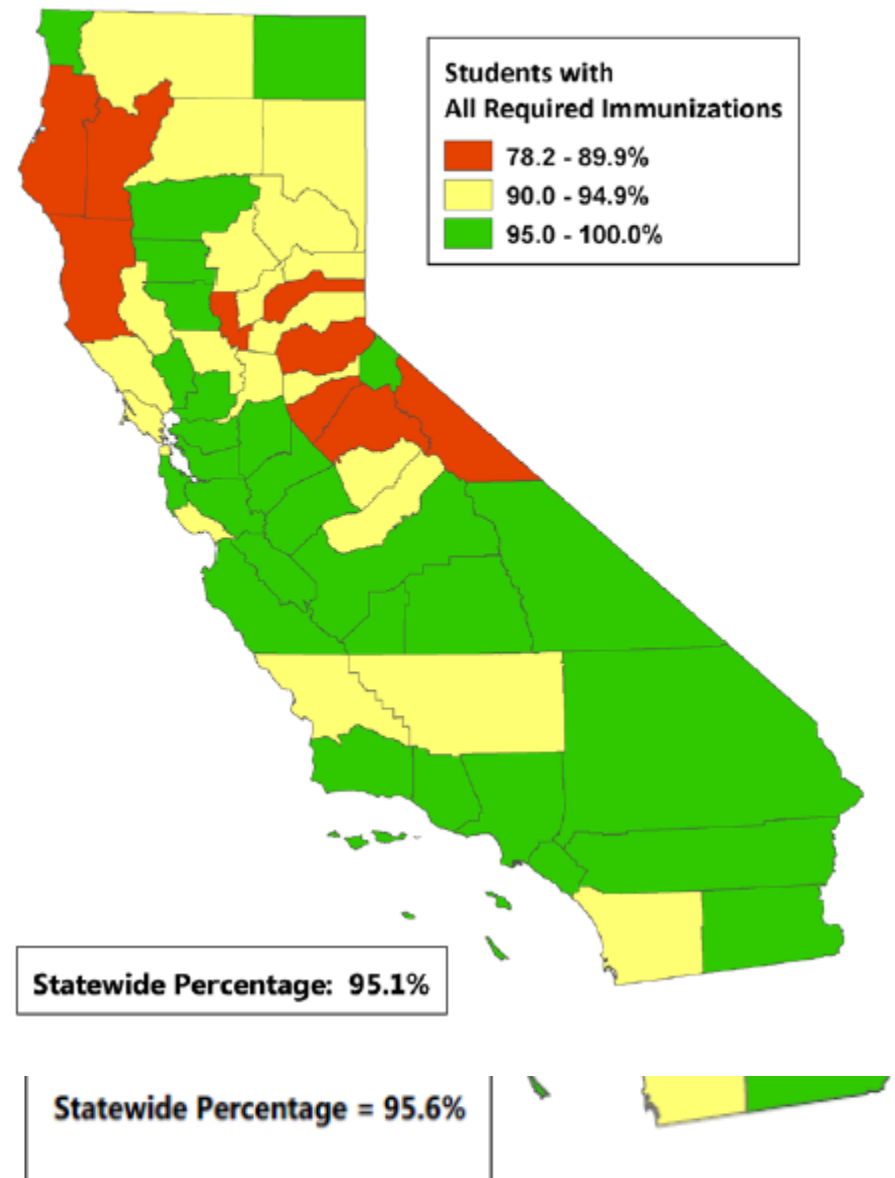 Students with
All Required Immunizations
78.2 - 89.9%
90.0 - 94.9%
95.0 - 100.0%
Statewide Percentage: 95.1%
Statewide Percentage = 95.6%